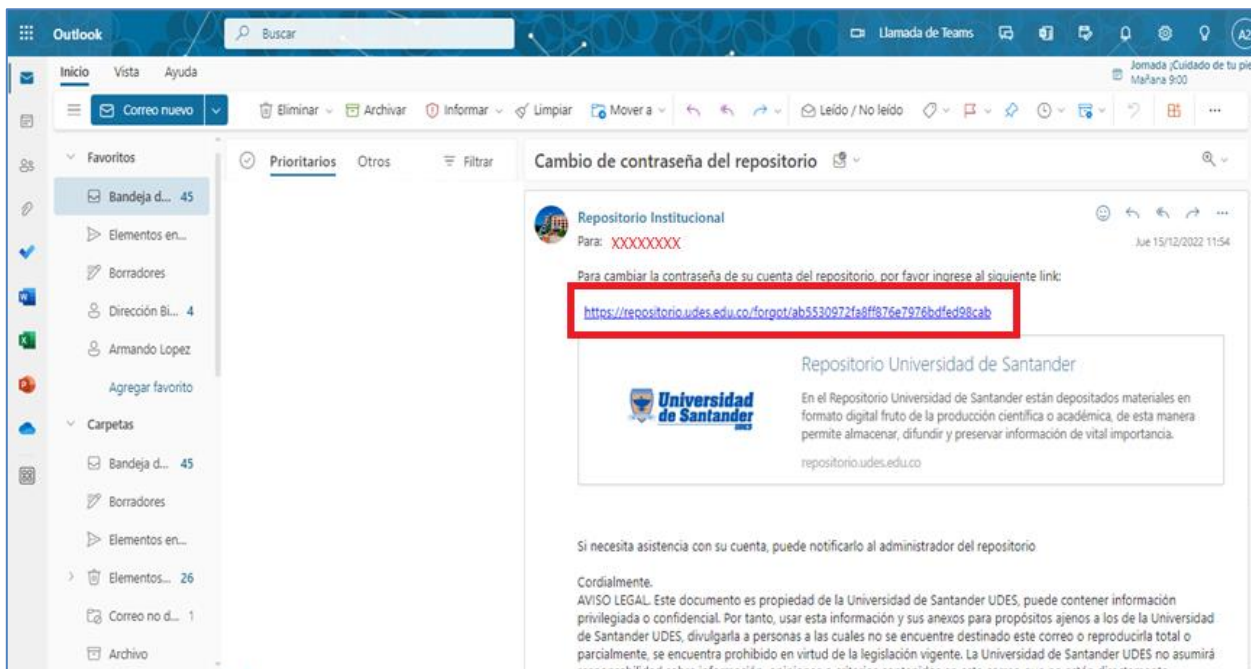 Outlook
Buscar
Llamada de Teams
A2
Inicio Vista Ayuda
Jornada ¡Cuidado de tu pie
Mañana 9:00
Correo nuevo
Eliminar Archivar Informar Limpiar Mover a Leído / No leído
Favoritos
Bandeja d... 45
Elementos en...
Borradores
Dirección Bi... 4
Armando Lopez
Agregar favorito
Carpetas
Bandeja d... 45
Borradores
Elementos en...
Elementos... 26
Correo no d... 1
Archivo
Prioritarios Otros Filtrar
Cambio de contraseña del repositorio
Repositorio Institucional
Para: XXXXXXXX
Jue 15/12/2022 11:54
Para cambiar la contraseña de su cuenta del repositorio, por favor ingrese al siguiente link:
https://repositorio.udes.edu.co/forgot/ab5530972fa8ff876e7976bdfed98cab
Universidad
de Santander
UDES
Repositorio Universidad de Santander
En el Repositorio Universidad de Santander están depositados materiales en
formato digital fruto de la producción científica o académica, de esta manera
permite almacenar, difundir y preservar información de vital importancia.
repositorio.udes.edu.co
Si necesita asistencia con su cuenta, puede notificarlo al administrador del repositorio
Cordialmente.
AVISO LEGAL. Este documento es propiedad de la Universidad de Santander UDES, puede contener información
privilegiada o confidencial. Por tanto, usar esta información y sus anexos para propósitos ajenos a los de la Universidad
de Santander UDES, divulgarla a personas a las cuales no se encuentre destinado este correo o reproducirla total o
parcialmente, se encuentra prohibido en virtud de la legislación vigente. La Universidad de Santander UDES no asumirá